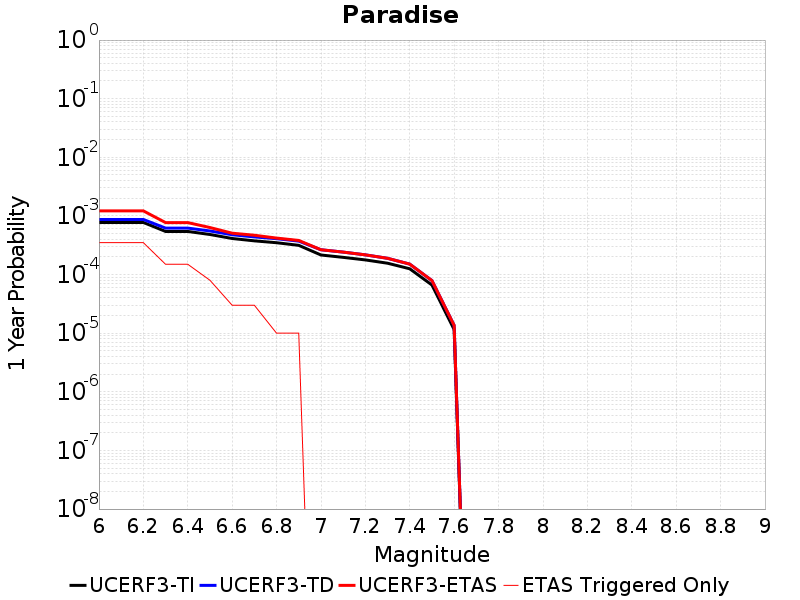 Paradise
1 Year Probability
10^0
10^-1
10^-2
10^-3
10^-4
10^-5
10^-6
10^-7
10^-8
6 6.2 6.4 6.6 6.8 7 7.2 7.4 7.6 7.8 8 8.2 8.4 8.6 8.8 9
Magnitude
UCERF3-TI UCERF3-TD UCERF3-ETAS ETAS Triggered Only